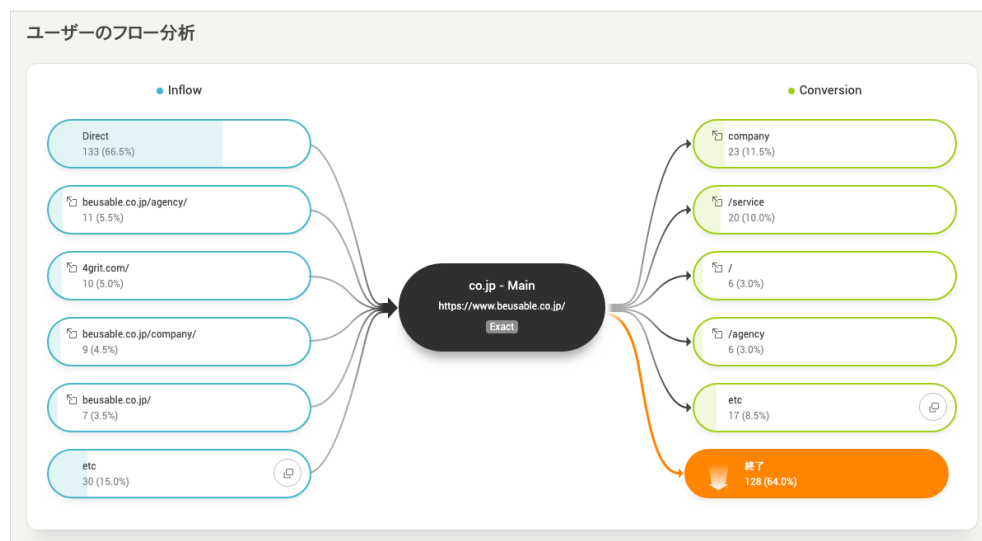 ユーザーのフロー分析
Inflow
Direct
133 (66.5%)
beusable.co.jp/agency/
11 (5.5%)
4grit.com/
10 (5.0%)
beusable.co.jp/company/
9 (4.5%)
beusable.co.jp/
7 (3.5%)
etc
30 (15.0%)
co.jp - Main
https://www.beusable.co.jp/
Exact
Conversion
company
23 (11.5%)
/service
20 (10.0%)
/
6 (3.0%)
/agency
6 (3.0%)
etc
17 (8.5%)
終了
128 (64.0%)